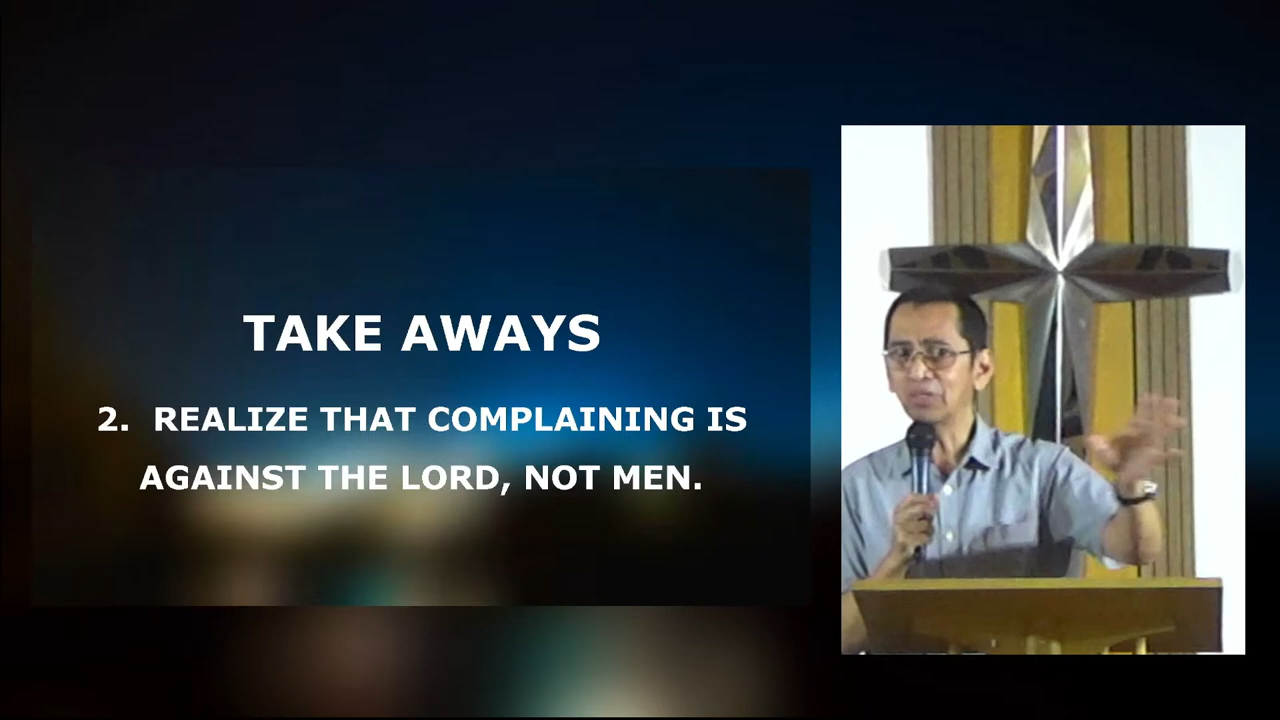 TAKE AWAYS
2. REALIZE THAT COMPLAINING IS
AGAINST THE LORD, NOT MEN.